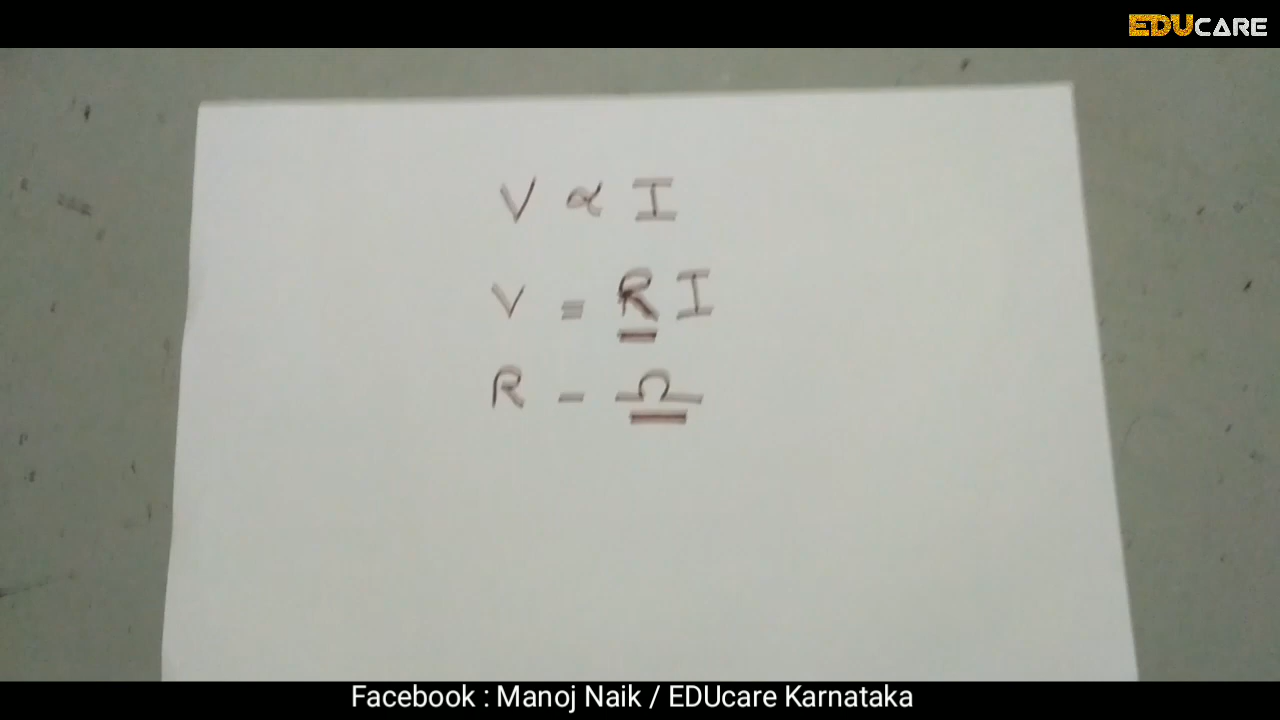 EDUCARE
V ∝ I
V = R I
R - Ω
Facebook : Manoj Naik / EDUcare Karnataka